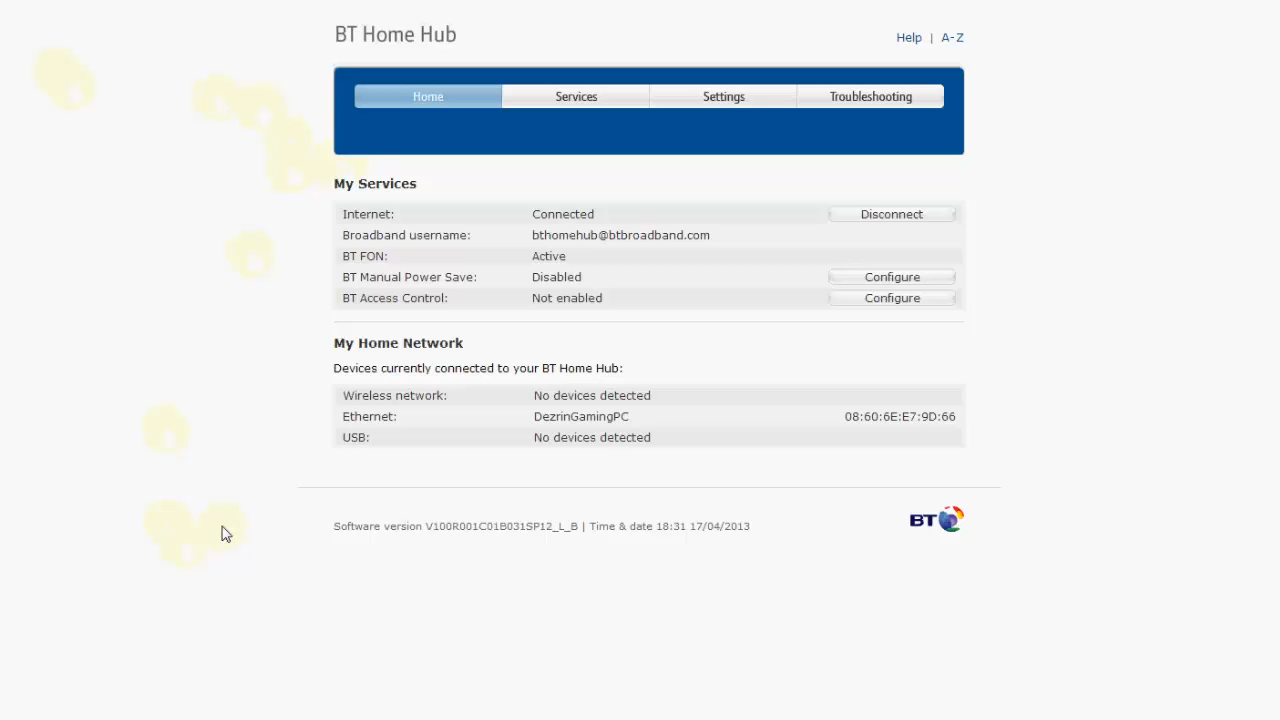 BT Home Hub
Help | A-Z
Home Services Settings Troubleshooting
My Services
Internet: Connected Disconnect
Broadband username: bthomehub@btbroadband.com
BT FON: Active
BT Manual Power Save: Disabled Configure
BT Access Control: Not enabled Configure
My Home Network
Devices currently connected to your BT Home Hub:
Wireless network: No devices detected
Ethernet: DezrinGamingPC 08:60:6E:E7:9D:66
USB: No devices detected
Software version V100R001C01B031SP12_L_B | Time & date 18:31 17/04/2013
BT